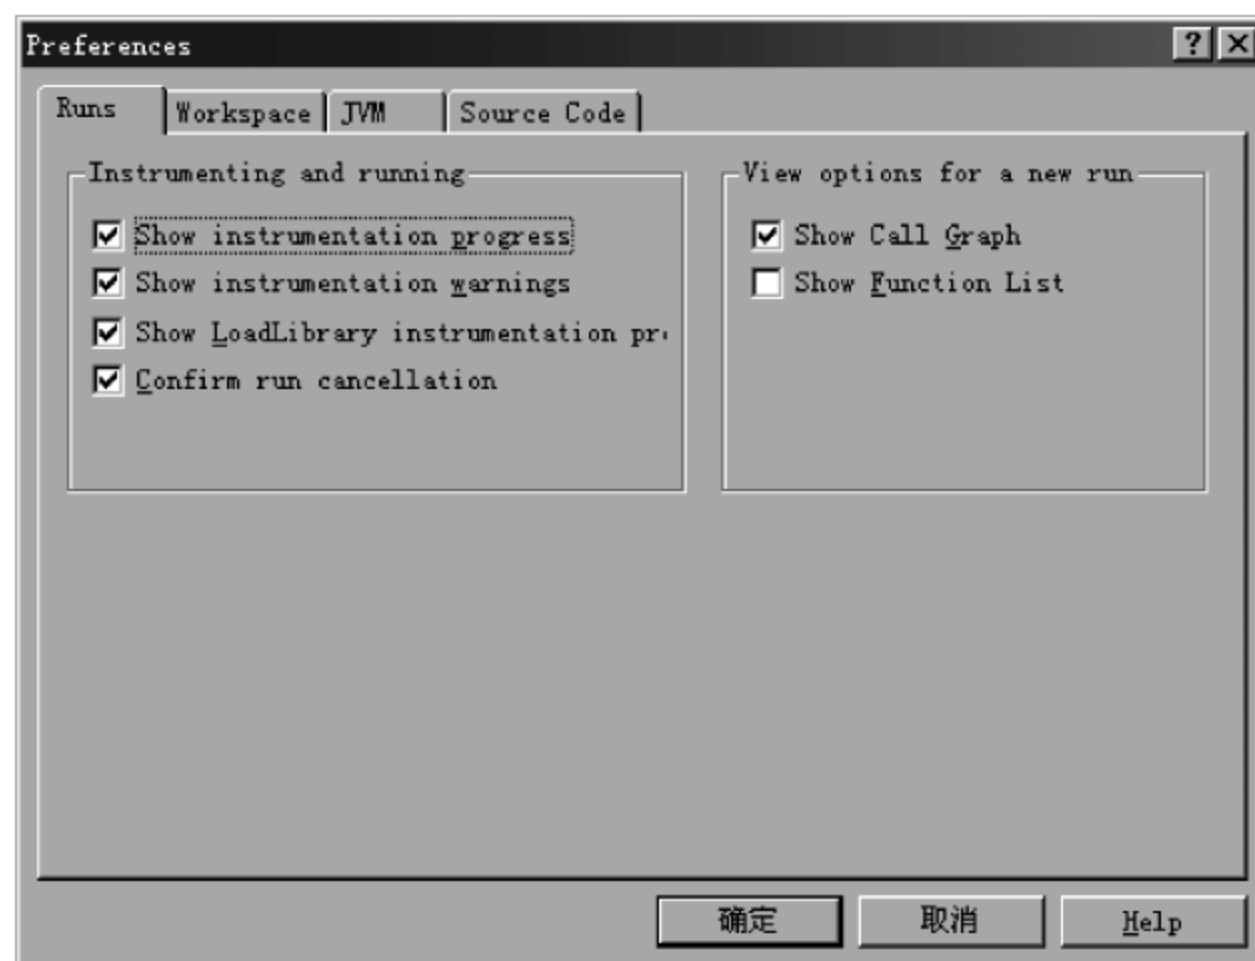 Preferences
Runs Workspace JVM Source Code
Instrumenting and running
Show instrumentation progress
Show instrumentation warnings
Show LoadLibrary instrumentation
Confirm run cancellation
View options for a new run
Show Call Graph
Show Function List
确定 取消 Help